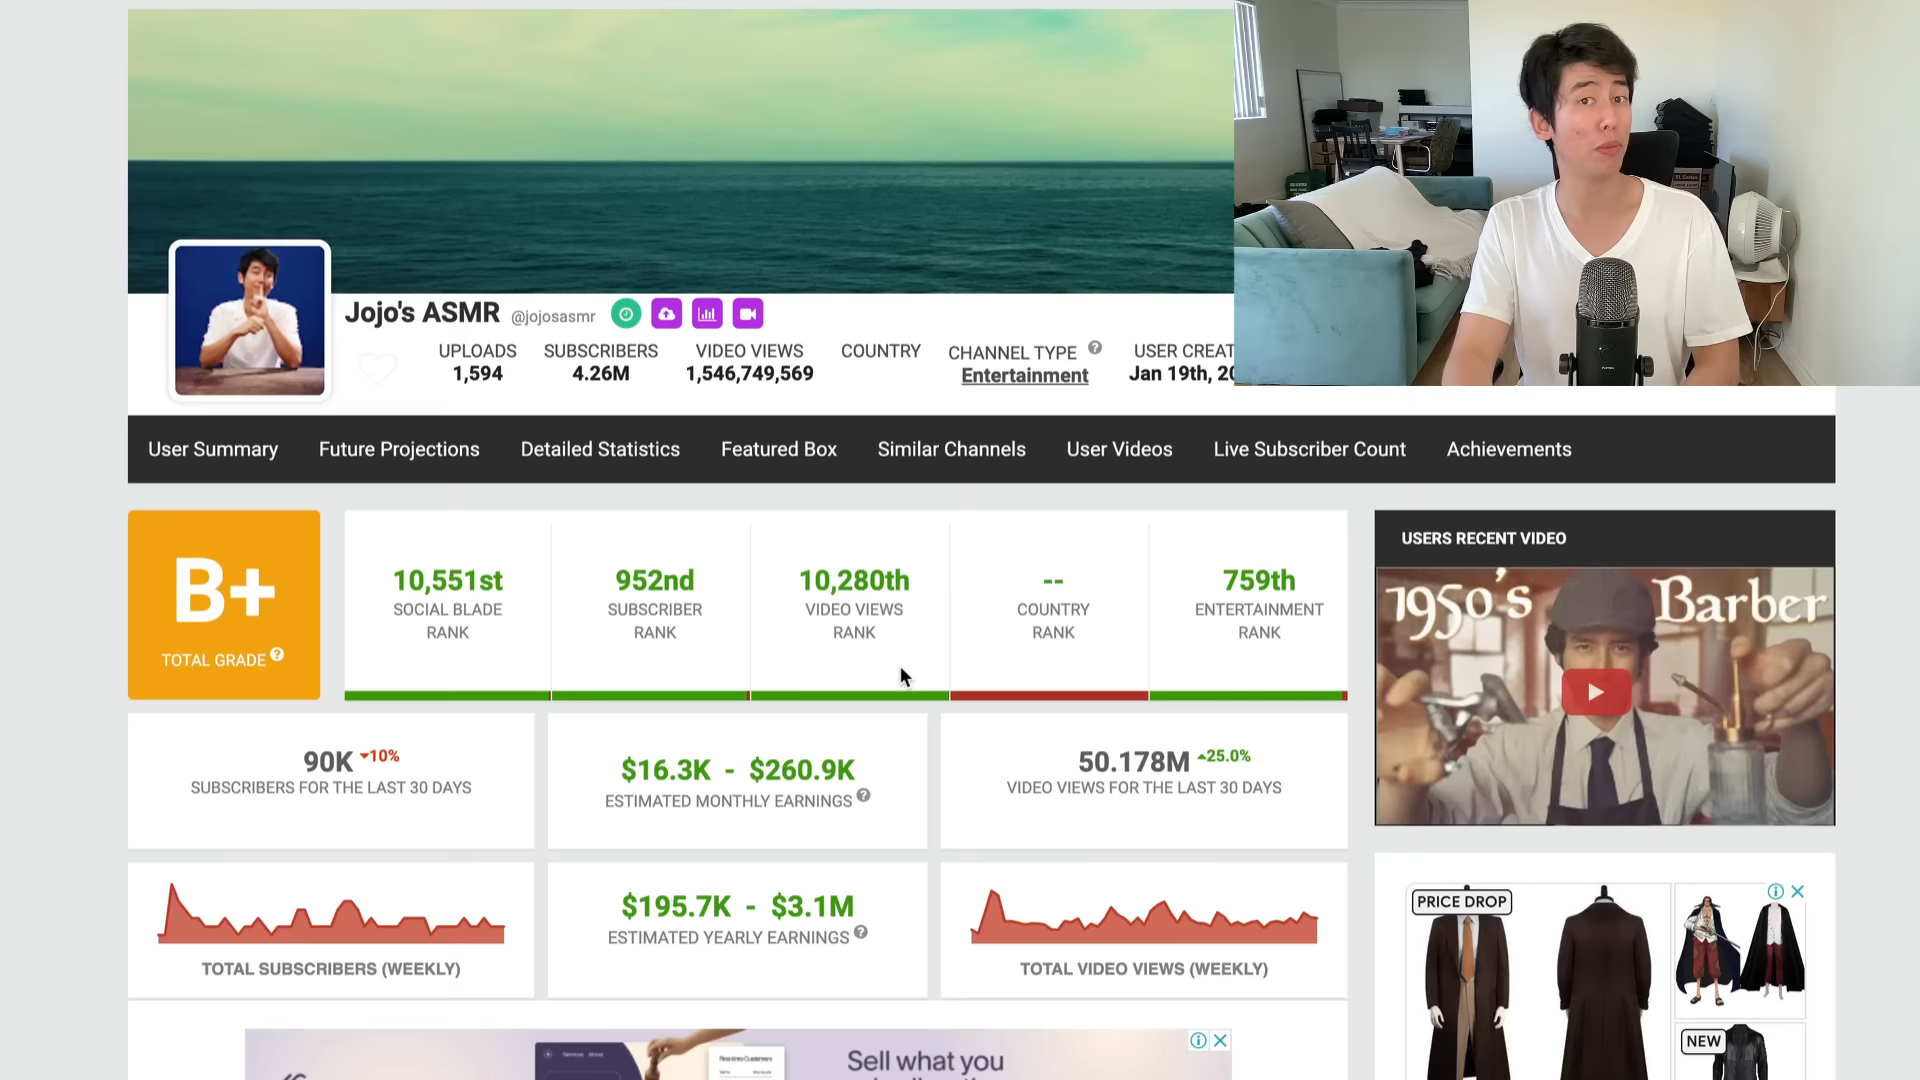 Jojo's ASMR @jojosasmr
UPLOADS
1,594
SUBSCRIBERS
4.26M
VIDEO VIEWS
1,546,749,569
COUNTRY
CHANNEL TYPE ?
Entertainment
USER CREAT
Jan 19th, 20
User Summary
Future Projections
Detailed Statistics
Featured Box
Similar Channels
User Videos
Live Subscriber Count
Achievements
B+
TOTAL GRADE ?
10,551st
SOCIAL BLADE
RANK
952nd
SUBSCRIBER
RANK
10,280th
VIDEO VIEWS
RANK
--
COUNTRY
RANK
759th
ENTERTAINMENT
RANK
USERS RECENT VIDEO
1950's Barber
90K 10%
SUBSCRIBERS FOR THE LAST 30 DAYS
$16.3K - $260.9K
ESTIMATED MONTHLY EARNINGS ?
50.178M 25.0%
VIDEO VIEWS FOR THE LAST 30 DAYS
TOTAL SUBSCRIBERS (WEEKLY)
$195.7K - $3.1M
ESTIMATED YEARLY EARNINGS ?
TOTAL VIDEO VIEWS (WEEKLY)
PRICE DROP
NEW
Sell what you